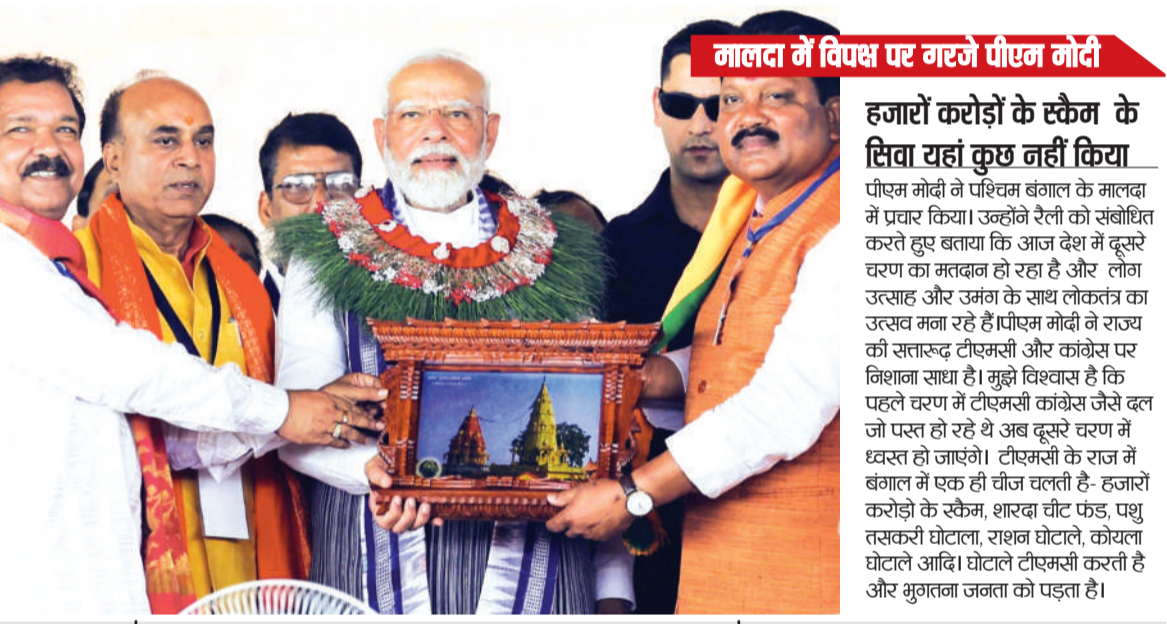 मालदा में विपक्ष पर गरजे पीएम मोदी
हजारों करोड़ों के स्कैम के
सिवा यहां कुछ नहीं किया
पीएम मोदी ने पश्चिम बंगाल के मालदा
में प्रचार किया। उन्होंने रैली को संबोधित
करते हुए बताया कि आज देश में दूसरे
चरण का मतदान हो रहा है और लोग
उत्साह और उमंग के साथ लोकतंत्र का
उत्सव मना रहे हैं।पीएम मोदी ने राज्य
की सत्तारूढ़ टीएमसी और कांग्रेस पर
निशाना साधा है। मुझे विश्वास है कि
पहले चरण में टीएमसी कांग्रेस जैसे दल
जो पस्त हो रहे थे अब दूसरे चरण में
ध्वस्त हो जाएंगे। टीएमसी के राज में
बंगाल में एक ही चीज चलती है- हजारों
करोड़ो के स्कैम, शारदा चीट फंड, पशु
तसकरी घोटाला, राशन घोटाले, कोयला
घोटाले आदि। घोटाले टीएमसी करती है
और भुगतना जनता को पड़ता है।